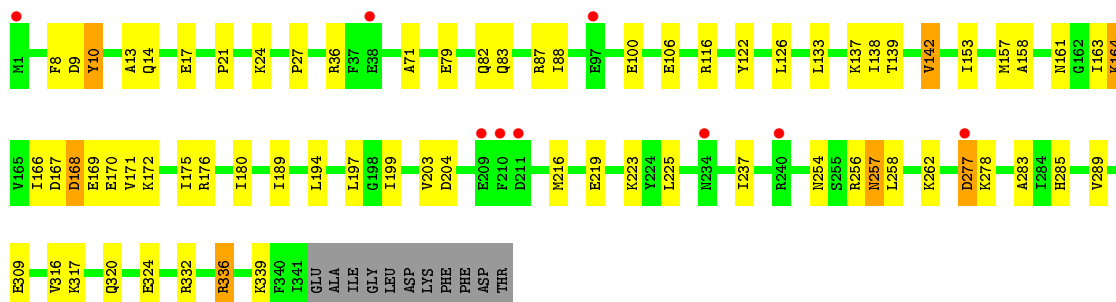 M1 F8 D9 Y10 A13 Q14 E17 P21 K24 P27 R36 F37 E38 A71 E79 Q82 Q83 R87 I88 E97 E100 E106 R116 Y122 L126 L133 K137 I138 T139 V142 I153 M157 A158 N161 G162 I163 K164
V165 I166 D167 D168 E169 E170 V171 K172 I175 R176 I180 I189 L194 L197 G198 I199 V203 D204 E209 F210 D211 M216 E219 K223 Y224 L225 N234 I237 R240 N254 S255 R256 N257 L258 K262 D277 K278 A283 I284 H285 V289
E309 V316 K317 Q320 E324 R332 R336 K339 F340 I341 GLU ALA ILE GLY LEU ASP LYS PHE PHE ASP THR